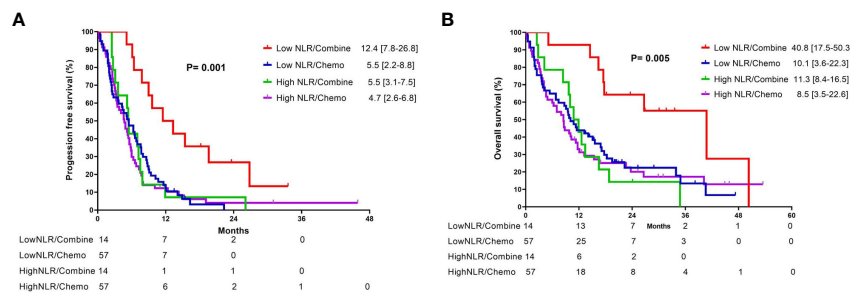 A
Progession free survival (%)
100
90
80
70
60
50
40
30
20
10
0
P= 0.001
Low NLR/Combine 12.4 [7.8-26.8]
Low NLR/Chemo 5.5 [2.2-8.8]
High NLR/Combine 5.5 [3.1-7.5]
High NLR/Chemo 4.7 [2.6-6.8]
0 12 24 36 48
Months
LowNLR/Combine 14 7 2 0
LowNLR/Chemo 57 7 0
HighNLR/Combine 14 1 1 0
HighNLR/Chemo 57 6 2 1 0
B
Overall survival (%)
100
90
80
70
60
50
40
30
20
10
0
P= 0.005
Low NLR/Combine 40.8 [17.5-50.3
Low NLR/Chemo 10.1 [3.6-22.3]
High NLR/Combine 11.3 [8.4-16.5]
High NLR/Chemo 8.5 [3.5-22.6]
0 12 24 36 48 60
LowNLR/Combine 14 13 7 Months 2 1 0
LowNLR/Chemo 57 25 7 3 0 0
HighNLR/Combine 14 6 2 0
HighNLR/Chemo 57 18 8 4 1 0